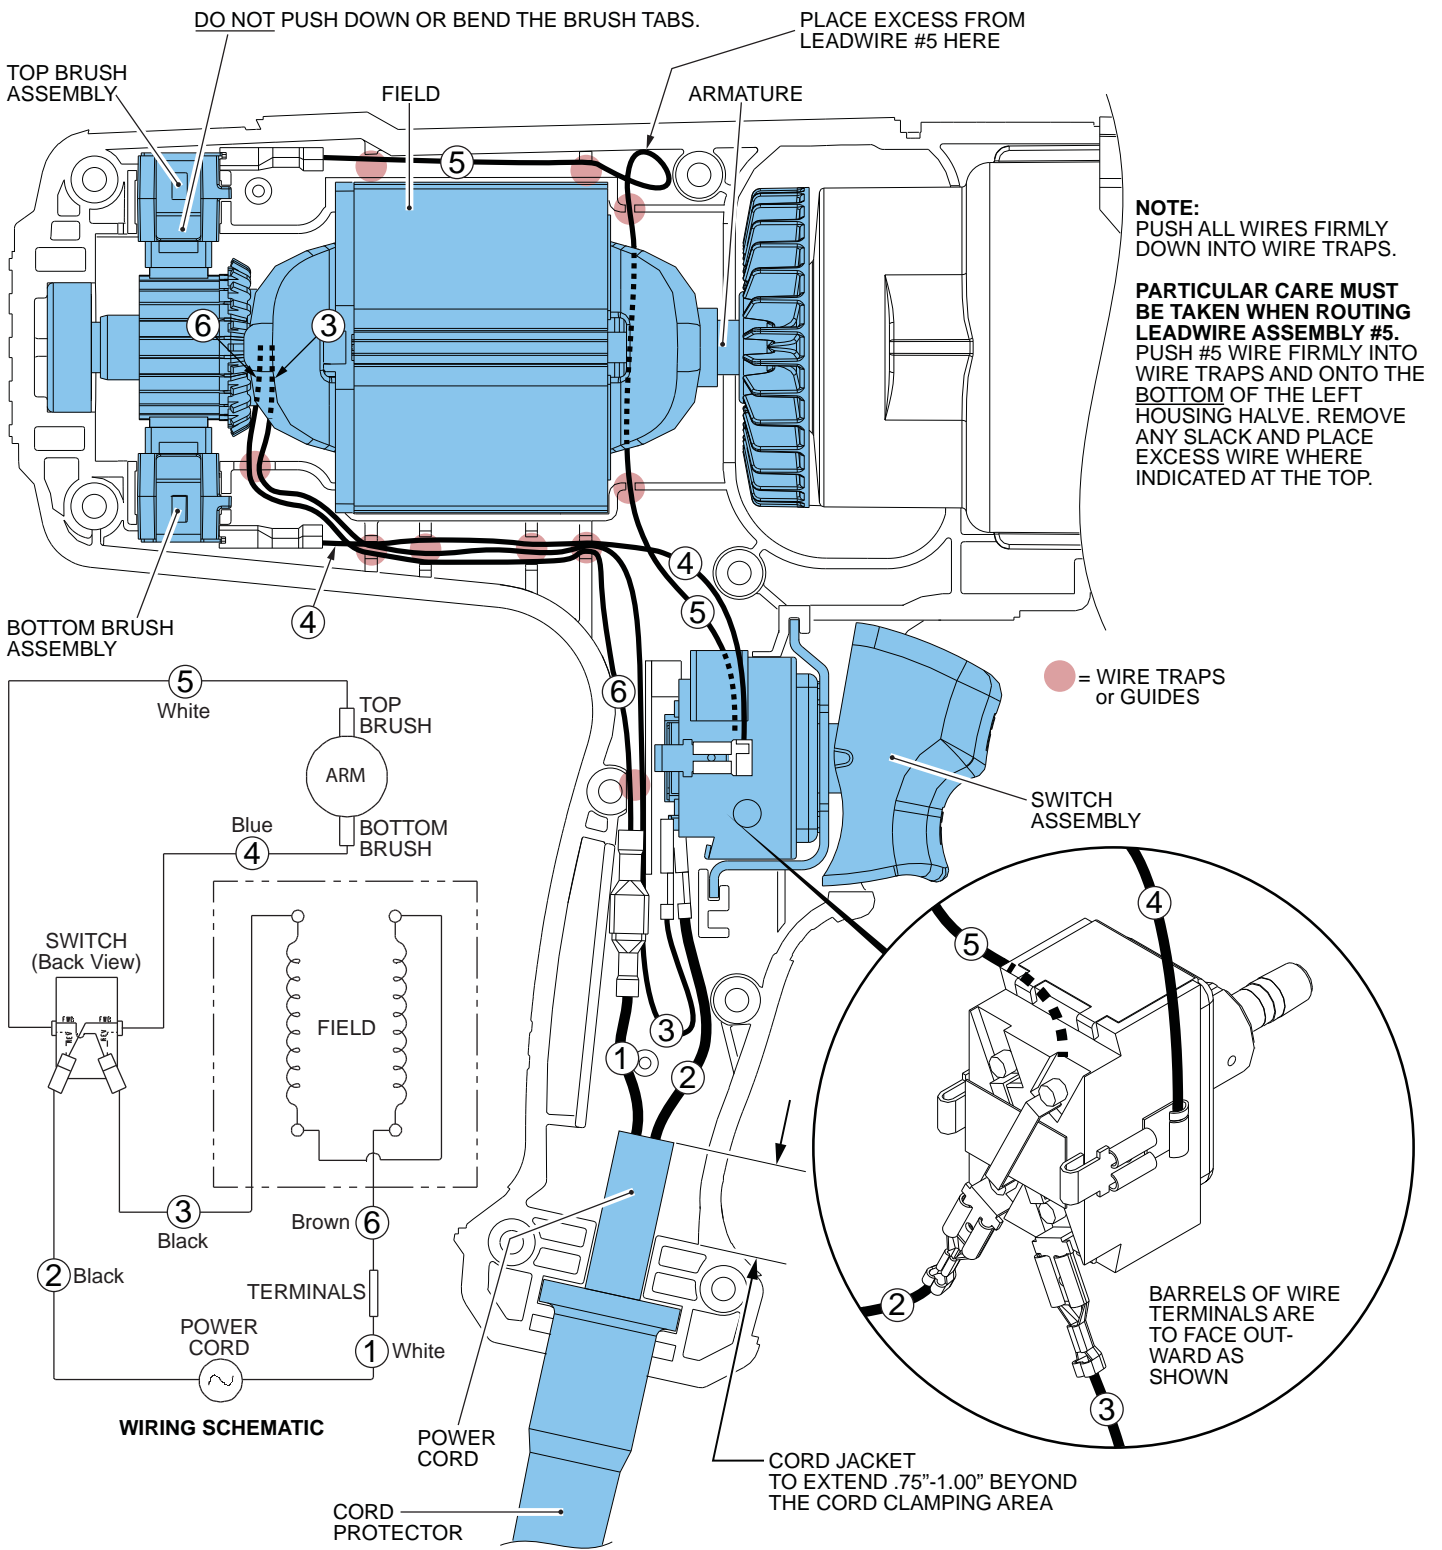 DO NOT PUSH DOWN OR BEND THE BRUSH TABS.
PLACE EXCESS FROM
LEADWIRE #5 HERE
TOP BRUSH
ASSEMBLY
FIELD
ARMATURE
5
NOTE:
PUSH ALL WIRES FIRMLY
DOWN INTO WIRE TRAPS.
PARTICULAR CARE MUST
BE TAKEN WHEN ROUTING
LEADWIRE ASSEMBLY #5.
PUSH #5 WIRE FIRMLY INTO
WIRE TRAPS AND ONTO THE
BOTTOM OF THE LEFT
HOUSING HALVE. REMOVE
ANY SLACK AND PLACE
EXCESS WIRE WHERE
INDICATED AT THE TOP.
6
3
4
4
5
6
BOTTOM BRUSH
ASSEMBLY
= WIRE TRAPS
or GUIDES
SWITCH
ASSEMBLY
3
1
2
5
White
TOP
BRUSH
ARM
Blue
4
BOTTOM
BRUSH
SWITCH
(Back View)
FWD
FWD
REV
REV
FIELD
3
Black
Brown 6
2 Black
TERMINALS
POWER
CORD
1 White
WIRING SCHEMATIC
4
5
2
3
BARRELS OF WIRE
TERMINALS ARE
TO FACE OUT-
WARD AS
SHOWN
POWER
CORD
CORD JACKET
TO EXTEND .75”-1.00” BEYOND
THE CORD CLAMPING AREA
CORD
PROTECTOR